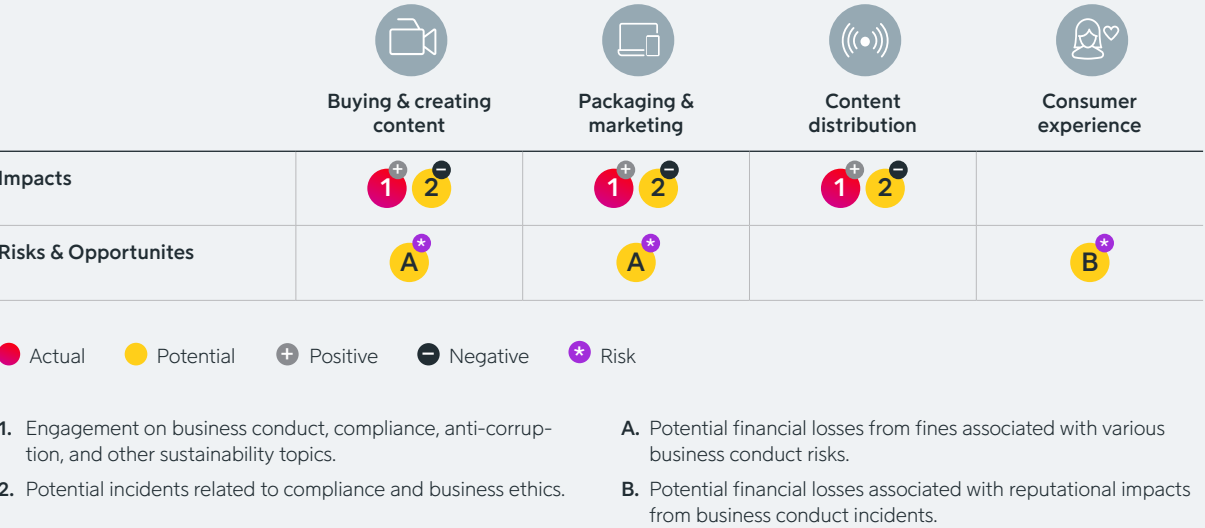 Buying & creating
content
Packaging &
marketing
Content
distribution
Consumer
experience
Impacts
1 + 2 −
1 + 2 −
1 + 2 −
Risks & Opportunites
A *
A *
B *
Actual
Potential
+ Positive
− Negative
* Risk
1. Engagement on business conduct, compliance, anti-corrup-
tion, and other sustainability topics.
2. Potential incidents related to compliance and business ethics.
A. Potential financial losses from fines associated with various
business conduct risks.
B. Potential financial losses associated with reputational impacts
from business conduct incidents.